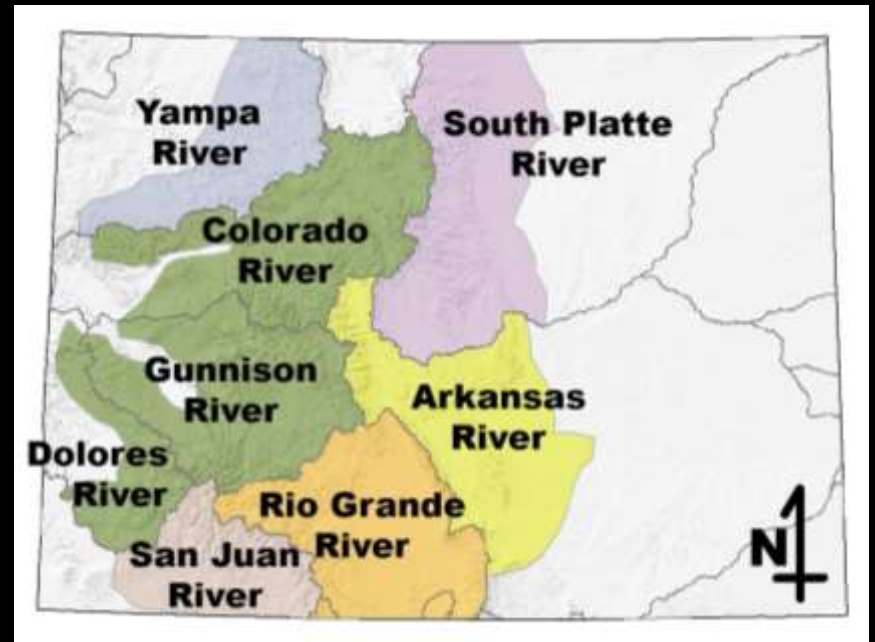 Yampa
River
South Platte
River
Colorado
River
Gunnison
River
Arkansas
River
Dolores
River
Rio Grande
River
San Juan
River
N